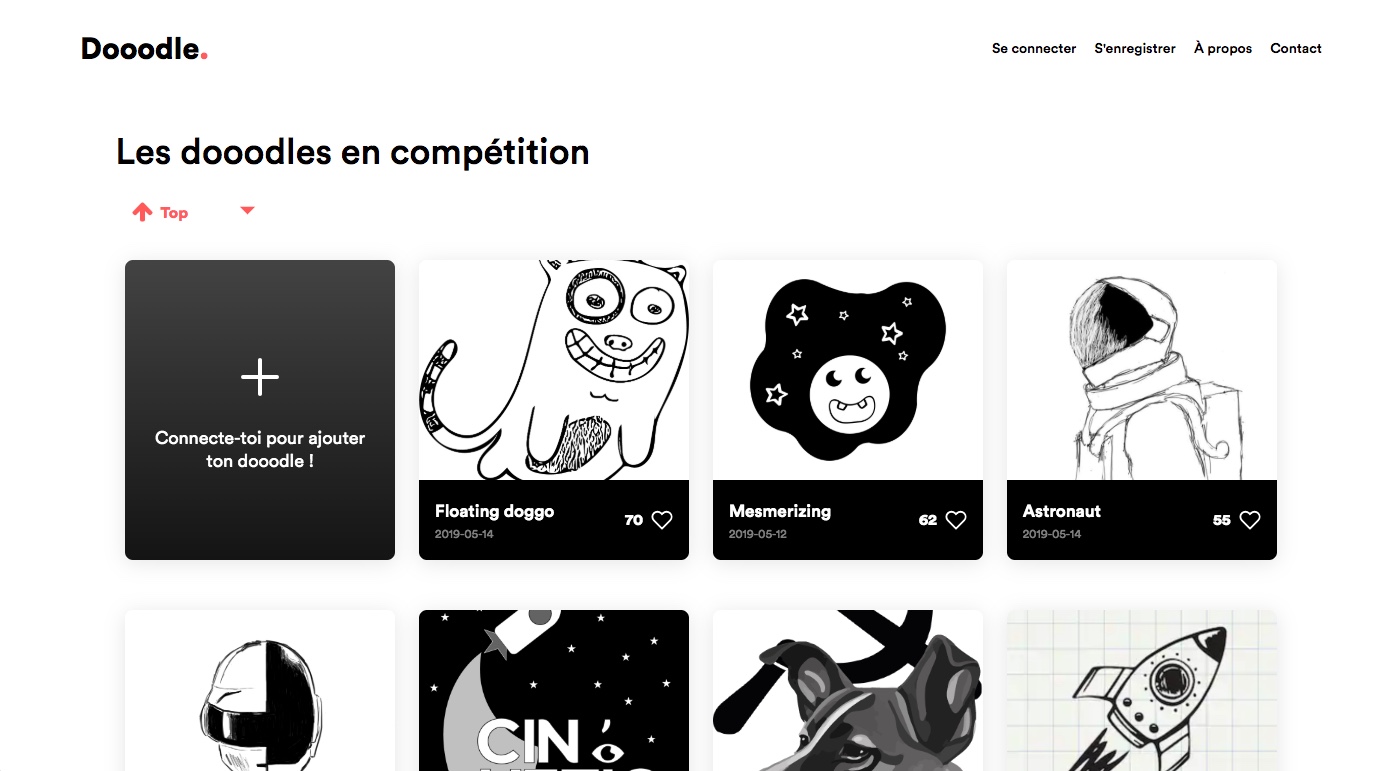 Dooodle.
Se connecter S'enregistrer À propos Contact
Les dooodles en compétition
Top
Connecte-toi pour ajouter
ton dooodle !
Floating doggo
2019-05-14
70
Mesmerizing
2019-05-12
62
Astronaut
2019-05-14
55
CIN